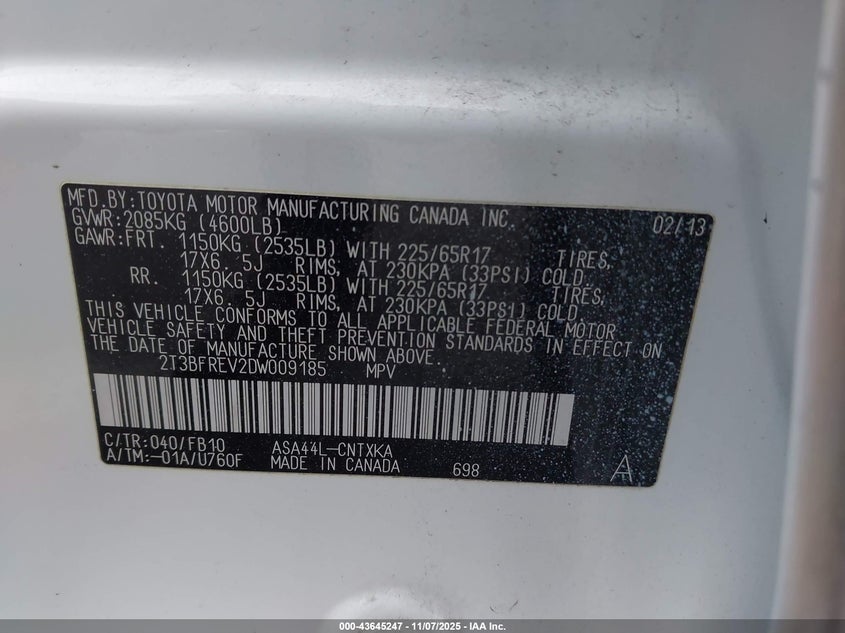 MFD.BY:TOYOTA MOTOR MANUFACTURING CANADA INC. 02/13
GVWR:2085KG (4600LB)
GAWR:FRT. 1150KG (2535LB) WITH 225/65R17 TIRES,
17X6.5J RIMS, AT 230KPA (33PSI) COLD.
RR. 1150KG (2535LB) WITH 225/65R17 TIRES,
17X6.5J RIMS, AT 230KPA (33PSI) COLD.
THIS VEHICLE CONFORMS TO ALL APPLICABLE FEDERAL MOTOR
VEHICLE SAFETY AND THEFT PREVENTION STANDARDS IN EFFECT ON
THE DATE OF MANUFACTURE SHOWN ABOVE.
2T3BFREV2DW009185 MPV
C/TR:040/FB10 ASA44L-CNTXKA
A/TM:-01A/U760F MADE IN CANADA 698 A
000-43645247 - 11/07/2025 - IAA Inc.